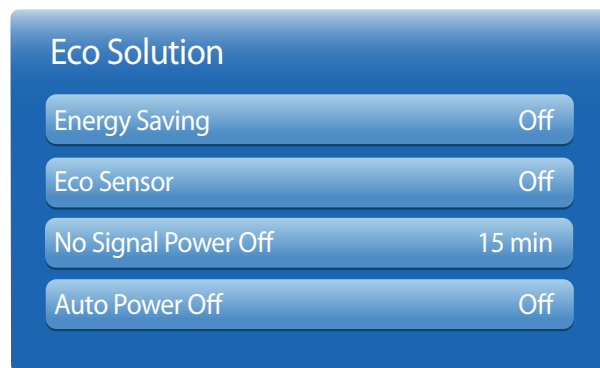 Eco Solution
Energy Saving Off
Eco Sensor Off
No Signal Power Off 15 min
Auto Power Off Off